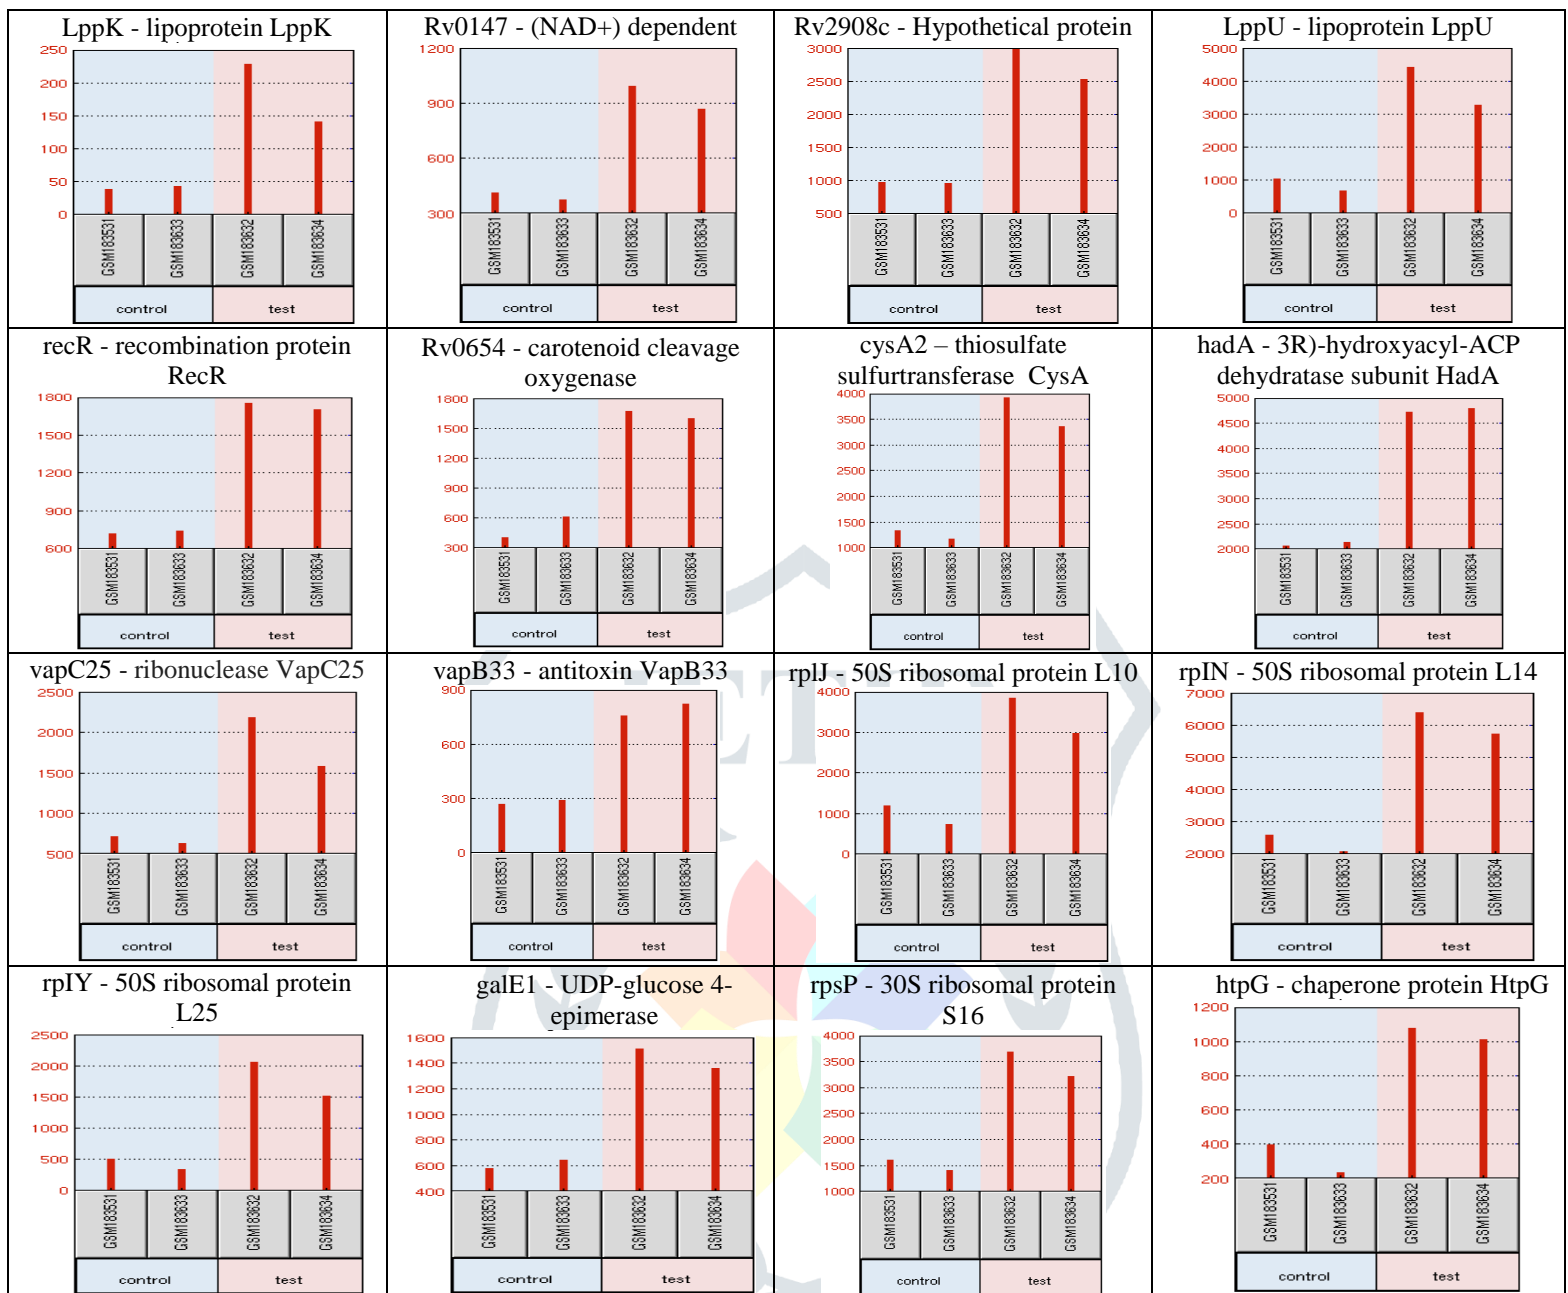 LppK - lipoprotein LppK
250
200
150
100
50
0
GSM183531
GSM183633
GSM183632
GSM183634
control
test
Rv0147 - (NAD+) dependent
1200
900
600
300
GSM183531
GSM183633
GSM183632
GSM183634
control
test
Rv2908c - Hypothetical protein
3000
2500
2000
1500
1000
500
GSM183531
GSM183633
GSM183632
GSM183634
control
test
LppU - lipoprotein LppU
5000
4000
3000
2000
1000
0
GSM183531
GSM183633
GSM183632
GSM183634
control
test
recR - recombination protein
RecR
1800
1500
1200
900
600
GSM183531
GSM183633
GSM183632
GSM183634
control
test
Rv0654 - carotenoid cleavage
oxygenase
1800
1500
1200
900
600
300
GSM183531
GSM183633
GSM183632
GSM183634
control
test
cysA2 – thiosulfate
sulfurtransferase CysA
4000
3500
3000
2500
2000
1500
1000
GSM183531
GSM183633
GSM183632
GSM183634
control
test
hadA - 3R)-hydroxyacyl-ACP
dehydratase subunit HadA
5000
4500
4000
3500
3000
2500
2000
GSM183531
GSM183633
GSM183632
GSM183634
control
test
vapC25 - ribonuclease VapC25
2500
2000
1500
1000
500
GSM183531
GSM183633
GSM183632
GSM183634
control
test
vapB33 - antitoxin VapB33
900
600
300
0
GSM183531
GSM183633
GSM183632
GSM183634
control
test
rplJ - 50S ribosomal protein L10
4000
3000
2000
1000
0
GSM183531
GSM183633
GSM183632
GSM183634
control
test
rpIN - 50S ribosomal protein L14
7000
6000
5000
4000
3000
2000
GSM183531
GSM183633
GSM183632
GSM183634
control
test
rpIY - 50S ribosomal protein
L25
2500
2000
1500
1000
500
0
GSM183531
GSM183633
GSM183632
GSM183634
control
test
galE1 - UDP-glucose 4-
epimerase
1600
1400
1200
1000
800
600
400
GSM183531
GSM183633
GSM183632
GSM183634
control
test
rpsP - 30S ribosomal protein
S16
4000
3500
3000
2500
2000
1500
1000
GSM183531
GSM183633
GSM183632
GSM183634
control
test
htpG - chaperone protein HtpG
1200
1000
800
600
400
200
GSM183531
GSM183633
GSM183632
GSM183634
control
test